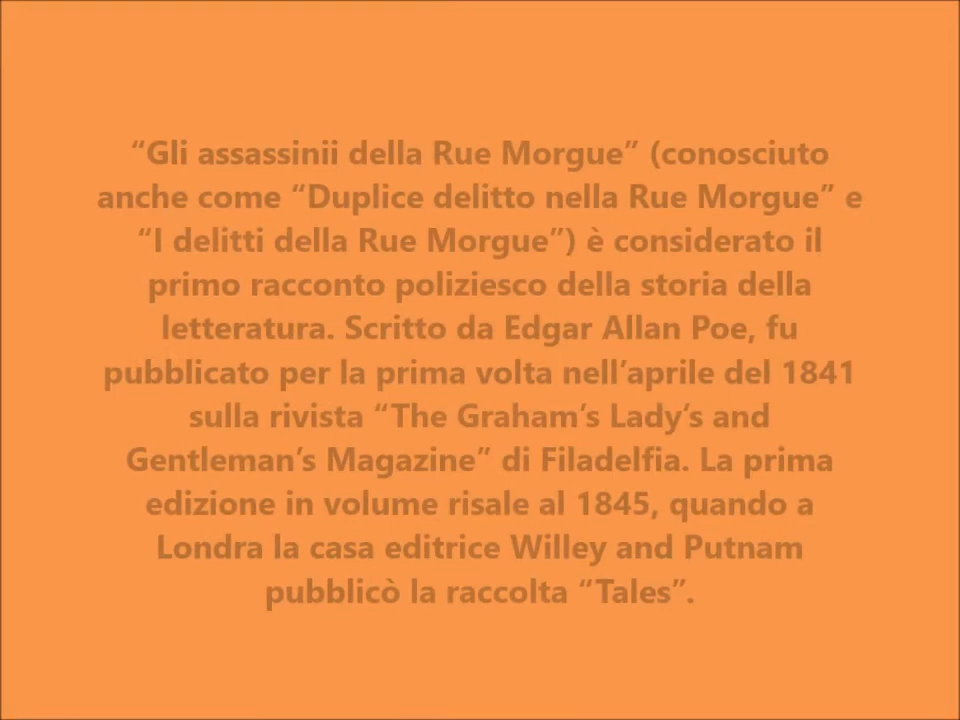 “Gli assassinii della Rue Morgue” (conosciuto
anche come “Duplice delitto nella Rue Morgue” e
“I delitti della Rue Morgue”) è considerato il
primo racconto poliziesco della storia della
letteratura. Scritto da Edgar Allan Poe, fu
pubblicato per la prima volta nell’aprile del 1841
sulla rivista “The Graham’s Lady’s and
Gentleman’s Magazine” di Filadelfia. La prima
edizione in volume risale al 1845, quando a
Londra la casa editrice Willey and Putnam
pubblicò la raccolta “Tales”.